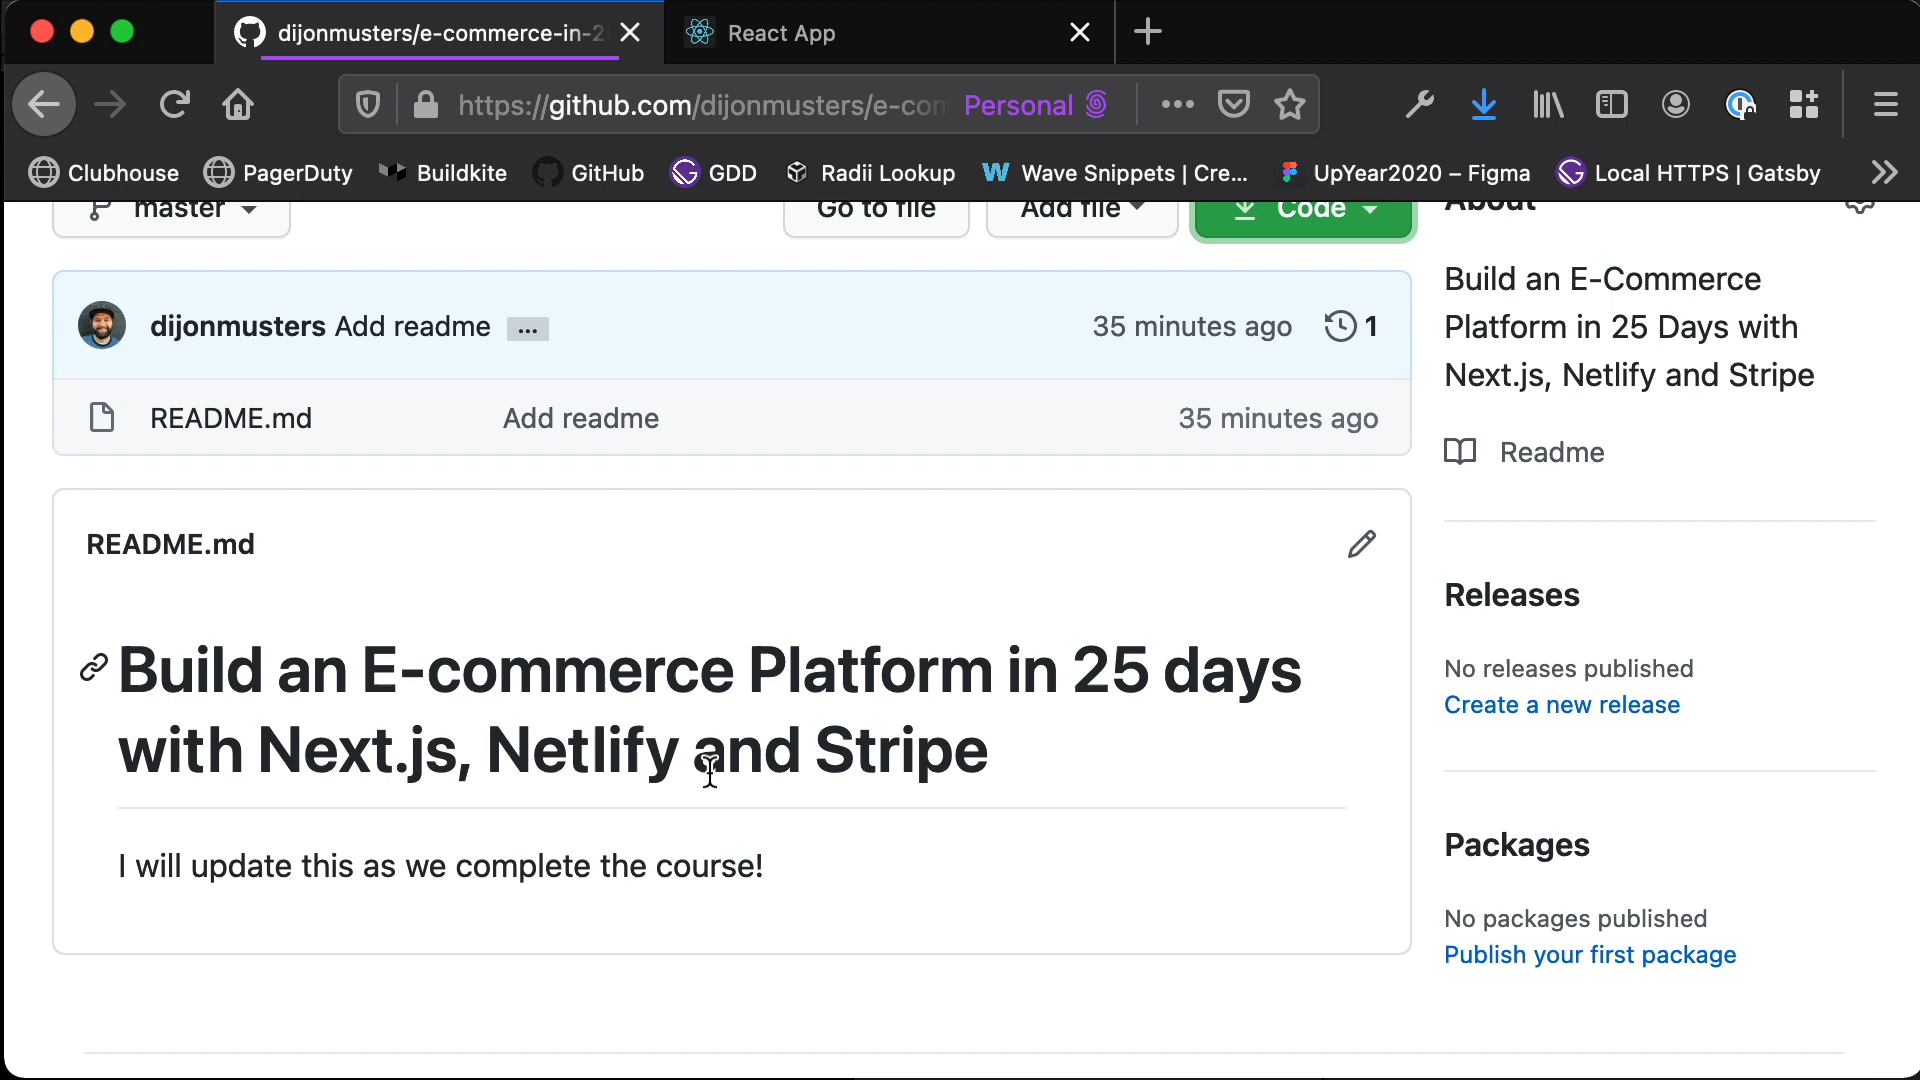 dijonmusters/e-commerce-in-2
React App
https://github.com/dijonmusters/e-com
Personal
Clubhouse
PagerDuty
Buildkite
GitHub
GDD
Radii Lookup
Wave Snippets | Cre...
UpYear2020 – Figma
Local HTTPS | Gatsby
master
Go to file
Add file
Code
About
dijonmusters Add readme ...
35 minutes ago
1
README.md
Add readme
35 minutes ago
Build an E-Commerce
Platform in 25 Days with
Next.js, Netlify and Stripe
Readme
README.md
Build an E-commerce Platform in 25 days
with Next.js, Netlify and Stripe
I will update this as we complete the course!
Releases
No releases published
Create a new release
Packages
No packages published
Publish your first package